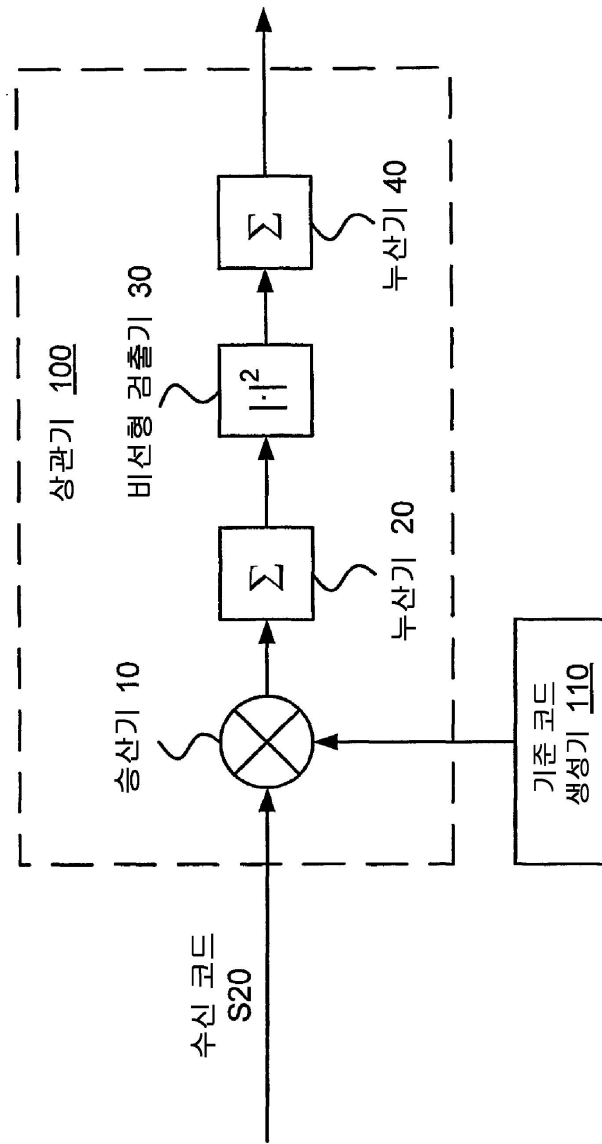 상관기 100
비선형 검출기 30
승산기 10
Σ
|·|²
Σ
누산기 20
누산기 40
수신 코드
S20
기준 코드
생성기 110